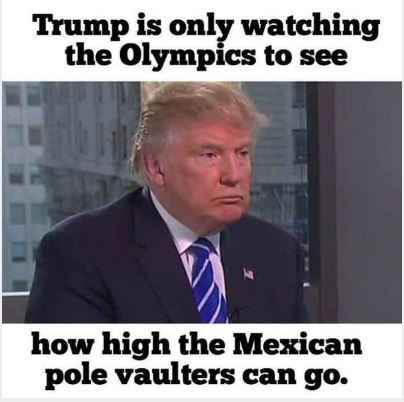 Trump is only watching
the Olympics to see
how high the Mexican
pole vaulters can go.